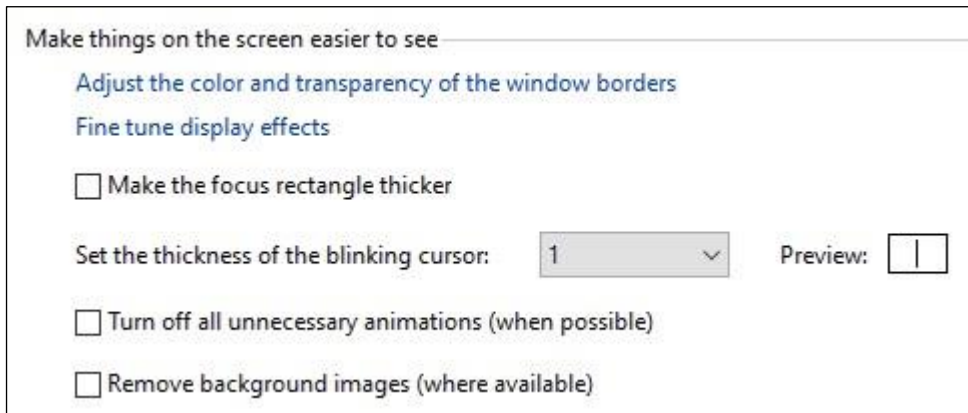 Make things on the screen easier to see
Adjust the color and transparency of the window borders
Fine tune display effects
Make the focus rectangle thicker
Set the thickness of the blinking cursor: 1 Preview:
Turn off all unnecessary animations (when possible)
Remove background images (where available)